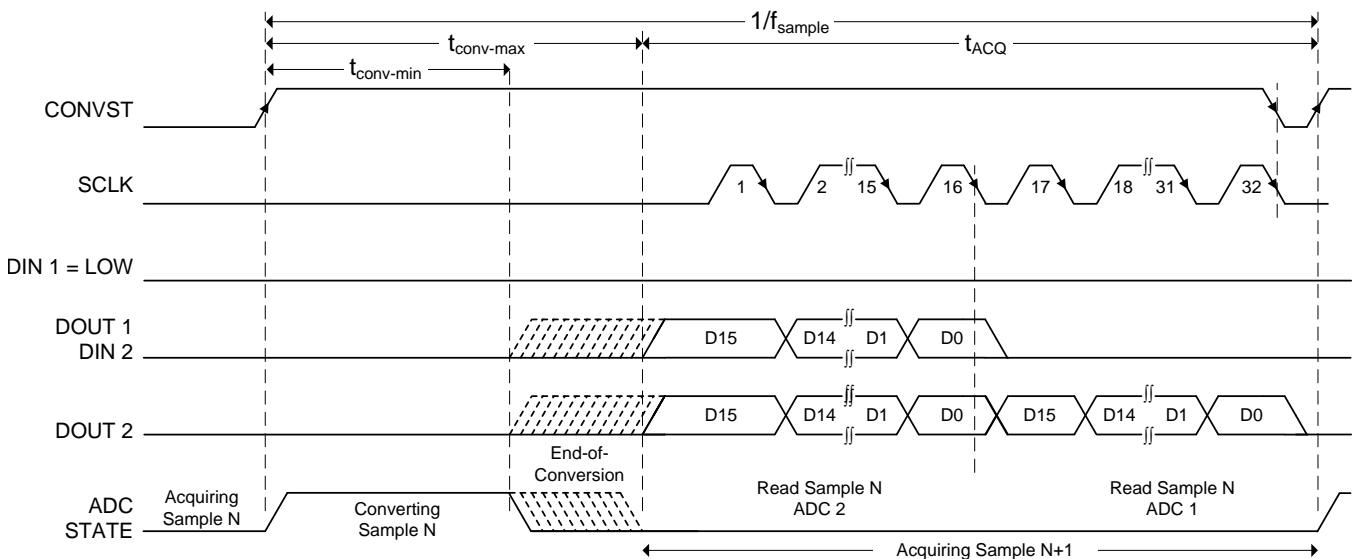 1/fsample
tconv-max
tACQ
tconv-min
CONVST
SCLK
1 2 15 16 17 18 31 32
DIN 1 = LOW
DOUT 1
DIN 2
D15 D14 D1 D0
DOUT 2
D15 D14 D1 D0 D15 D14 D1 D0
End-of-
Conversion
ADC
STATE
Acquiring
Sample N
Converting
Sample N
Read Sample N
ADC 2
Read Sample N
ADC 1
Acquiring Sample N+1